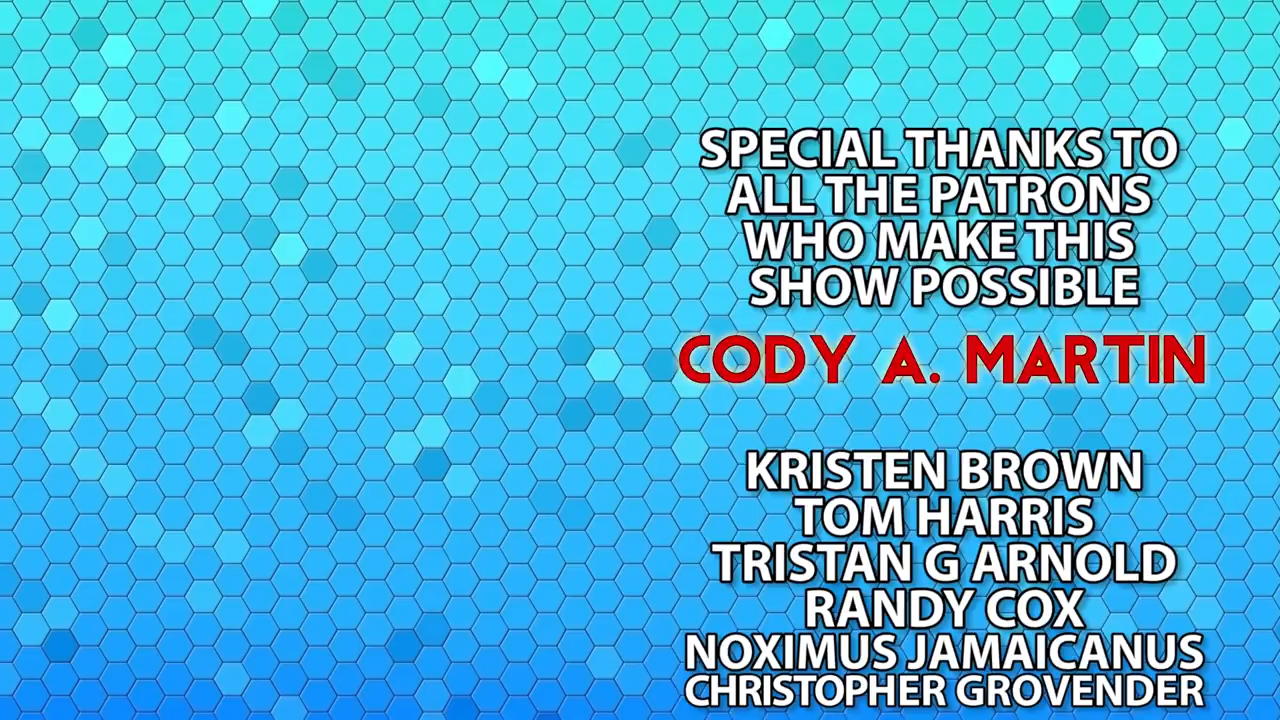 SPECIAL THANKS TO
ALL THE PATRONS
WHO MAKE THIS
SHOW POSSIBLE
CODY A. MARTIN
KRISTEN BROWN
TOM HARRIS
TRISTAN G ARNOLD
RANDY COX
NOXIMUS JAMAICANUS
CHRISTOPHER GROVENDER